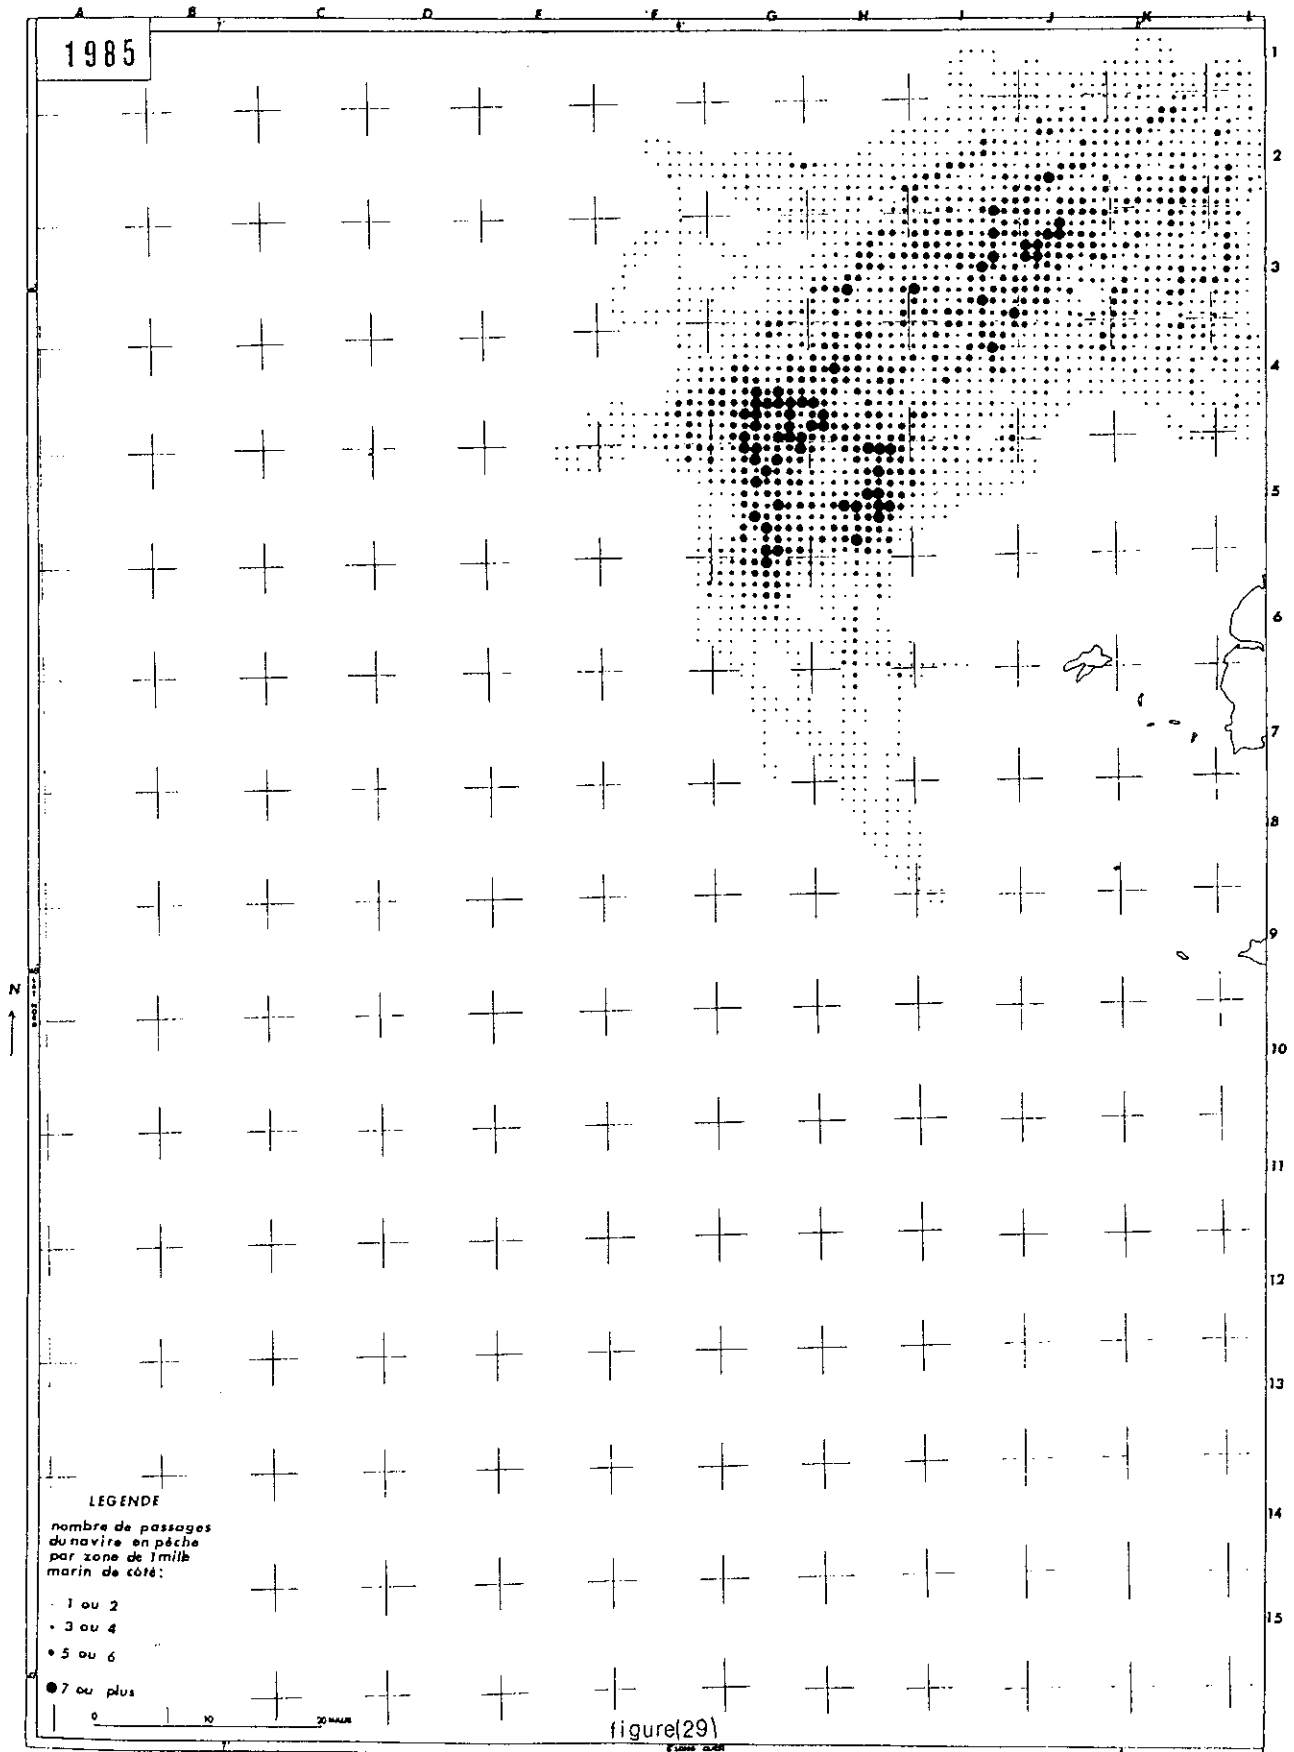 A B C D E F G H I J K L
1985
1
2
3
4
5
6
7
8
9
N
10
11
12
13
14
15
LEGENDE
nombre de passages
du navire en pêche
par zone de 1 mille
marin de côté:
1 ou 2
3 ou 4
5 ou 6
7 ou plus
0 10 20 MILLES
figure(29)